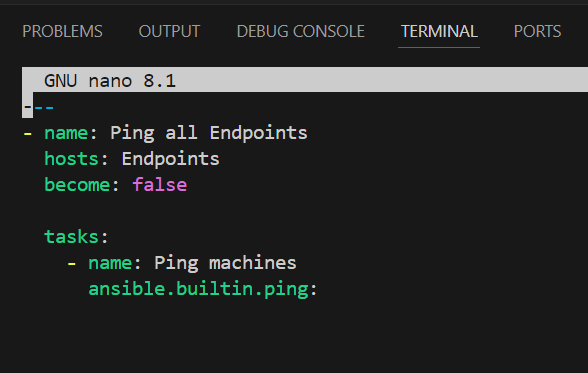 PROBLEMS OUTPUT DEBUG CONSOLE TERMINAL PORTS
GNU nano 8.1
---
- name: Ping all Endpoints
  hosts: Endpoints
  become: false

  tasks:
    - name: Ping machines
      ansible.builtin.ping: